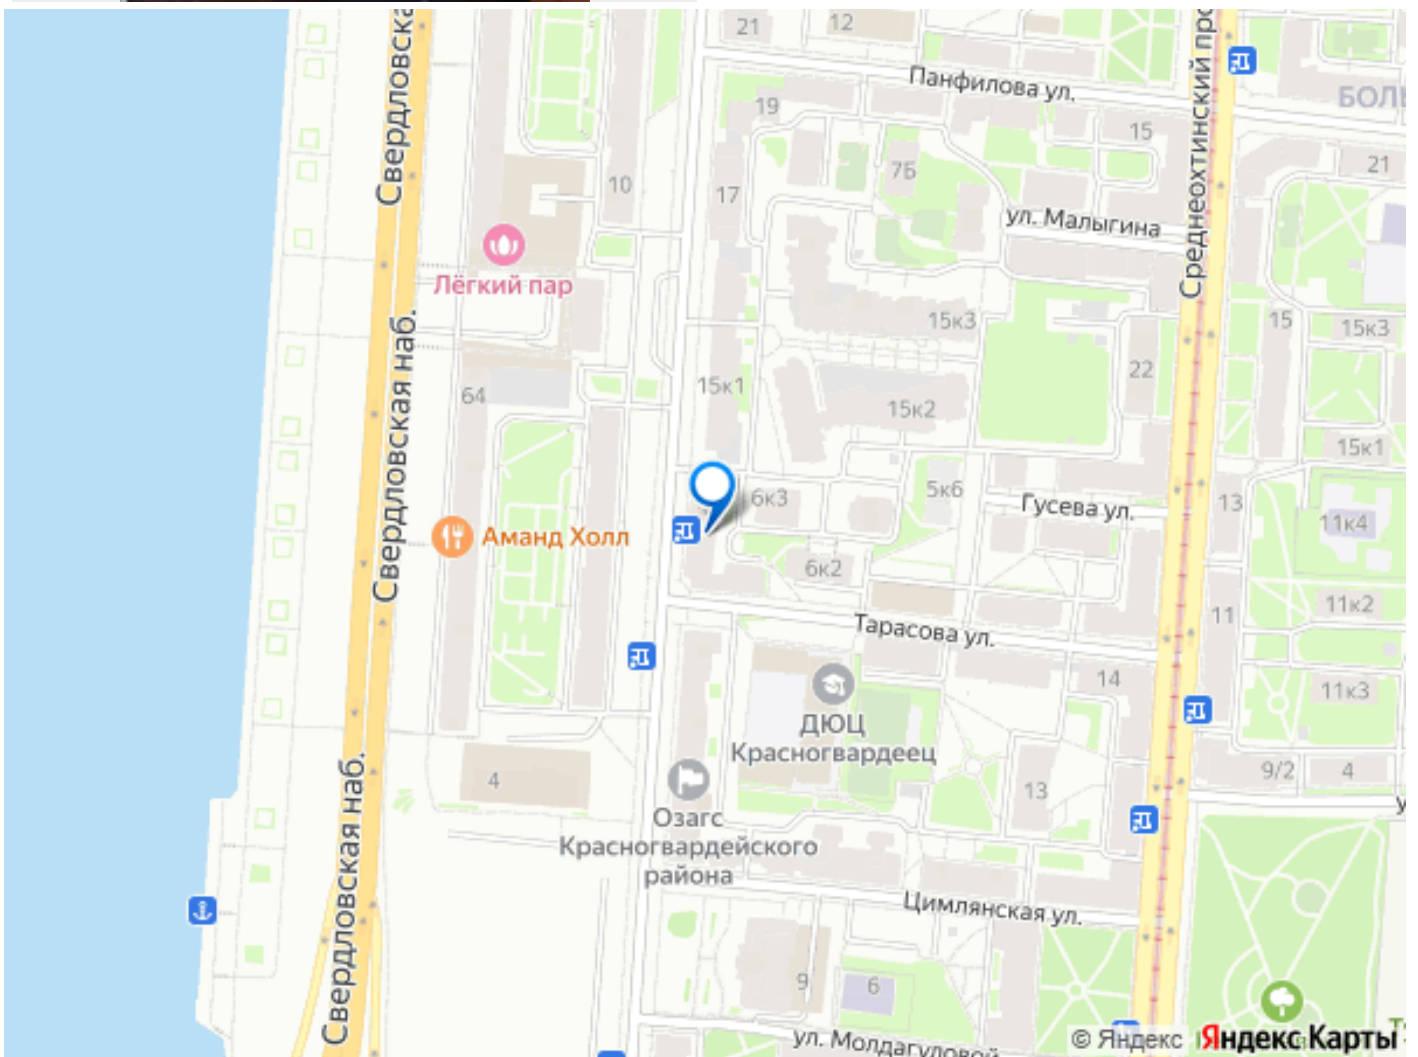 Свердловска
21
12
Среднеохтинский про
Панфилова ул.
БОЛЬ
19
15
21
7Б
10
17
ул. Малыгина
Лёгкий пар
15к3
15
15к3
Свердловская наб.
22
15к1
64
15к2
15к1
6к3
5к6
Гусева ул.
13
11к4
Аманд Холл
6к2
11к2
11
Тарасова ул.
14
11к3
ДЮЦ
Красногвардеец
4
13
9/2
4
Озагс
Красногвардейского
района
Свердловская наб.
Цимлянская ул.
9
6
ул. Молдагуловой
© Яндекс
Яндекс Карты